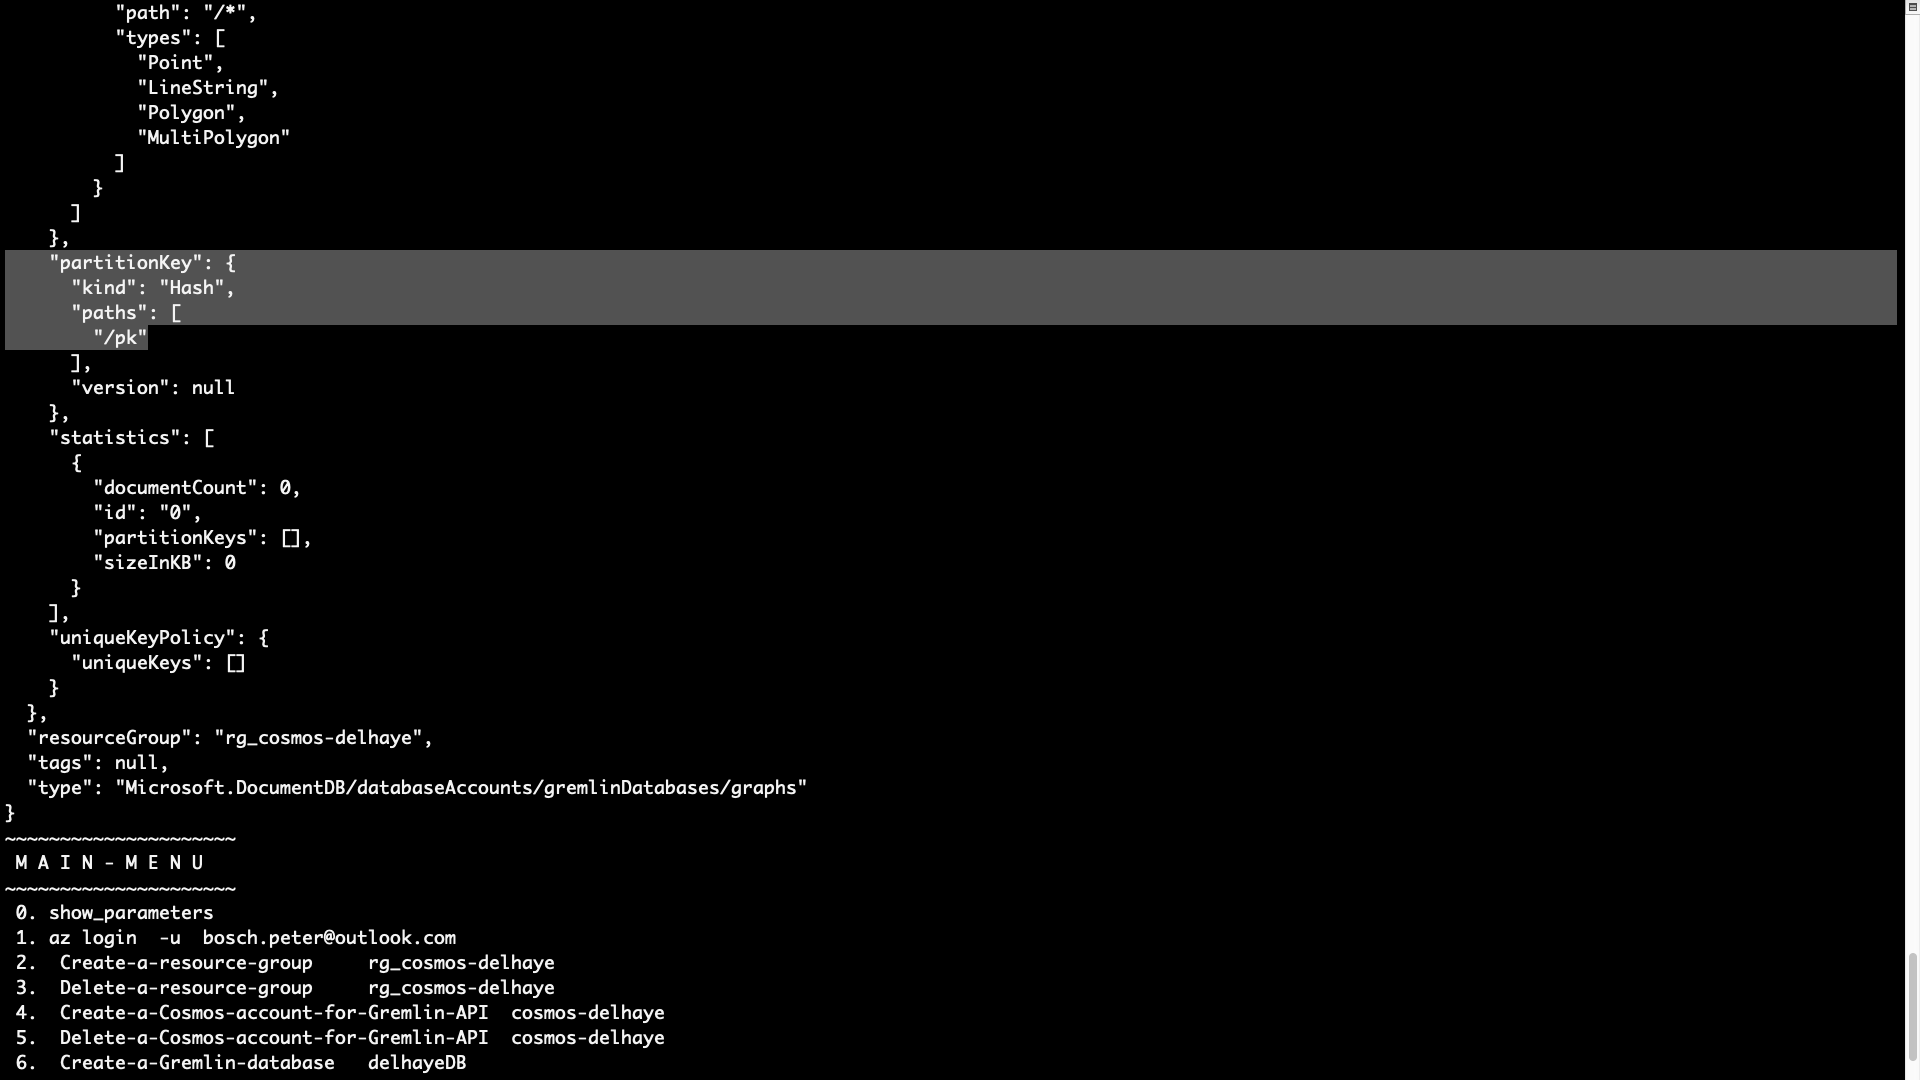 "path": "/*",
"types": [
"Point",
"LineString",
"Polygon",
"MultiPolygon"
]
}
]
},
"partitionKey": {
"kind": "Hash",
"paths": [
"/pk"
],
"version": null
},
"statistics": [
{
"documentCount": 0,
"id": "0",
"partitionKeys": [],
"sizeInKB": 0
}
],
"uniqueKeyPolicy": {
"uniqueKeys": []
}
},
"resourceGroup": "rg_cosmos-delhaye",
"tags": null,
"type": "Microsoft.DocumentDB/databaseAccounts/gremlinDatabases/graphs"
}
~~~~~~~~~~~~~~~~~~~~~
M A I N - M E N U
~~~~~~~~~~~~~~~~~~~~~
0. show_parameters
1. az login  -u  bosch.peter@outlook.com
2.  Create-a-resource-group     rg_cosmos-delhaye
3.  Delete-a-resource-group     rg_cosmos-delhaye
4.  Create-a-Cosmos-account-for-Gremlin-API  cosmos-delhaye
5.  Delete-a-Cosmos-account-for-Gremlin-API  cosmos-delhaye
6.  Create-a-Gremlin-database   delhayeDB